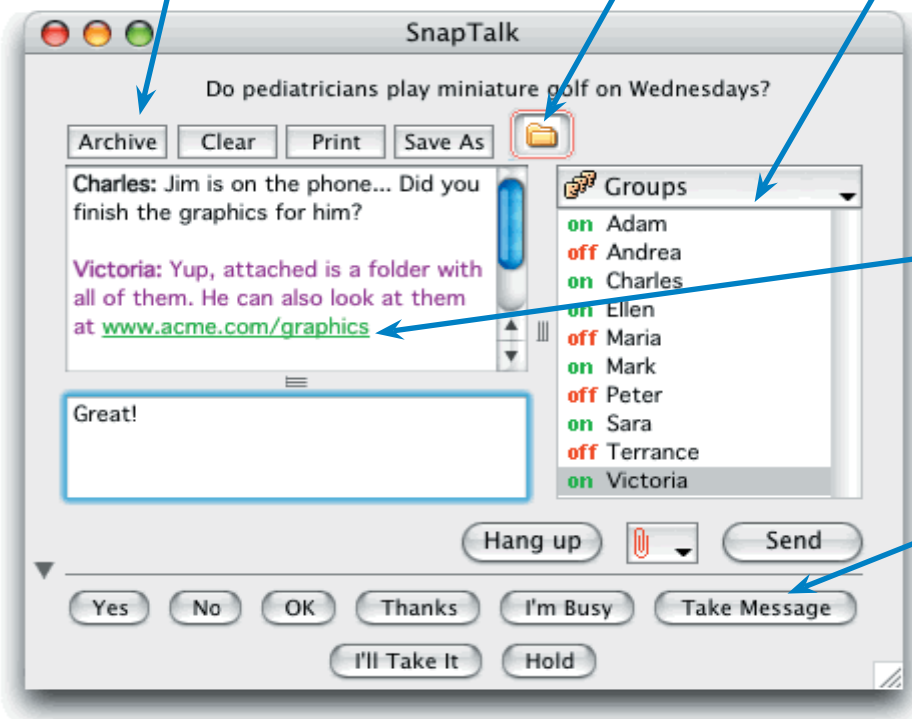 SnapTalk
Do pediatricians play miniature golf on Wednesdays?
Archive Clear Print Save As
Charles: Jim is on the phone... Did you
finish the graphics for him?
Victoria: Yup, attached is a folder with
all of them. He can also look at them
at www.acme.com/graphics
Great!
Groups
on Adam
off Andrea
on Charles
on Ellen
off Maria
on Mark
off Peter
on Sara
off Terrance
on Victoria
Hang up Send
Yes No OK Thanks I'm Busy Take Message
I'll Take It Hold